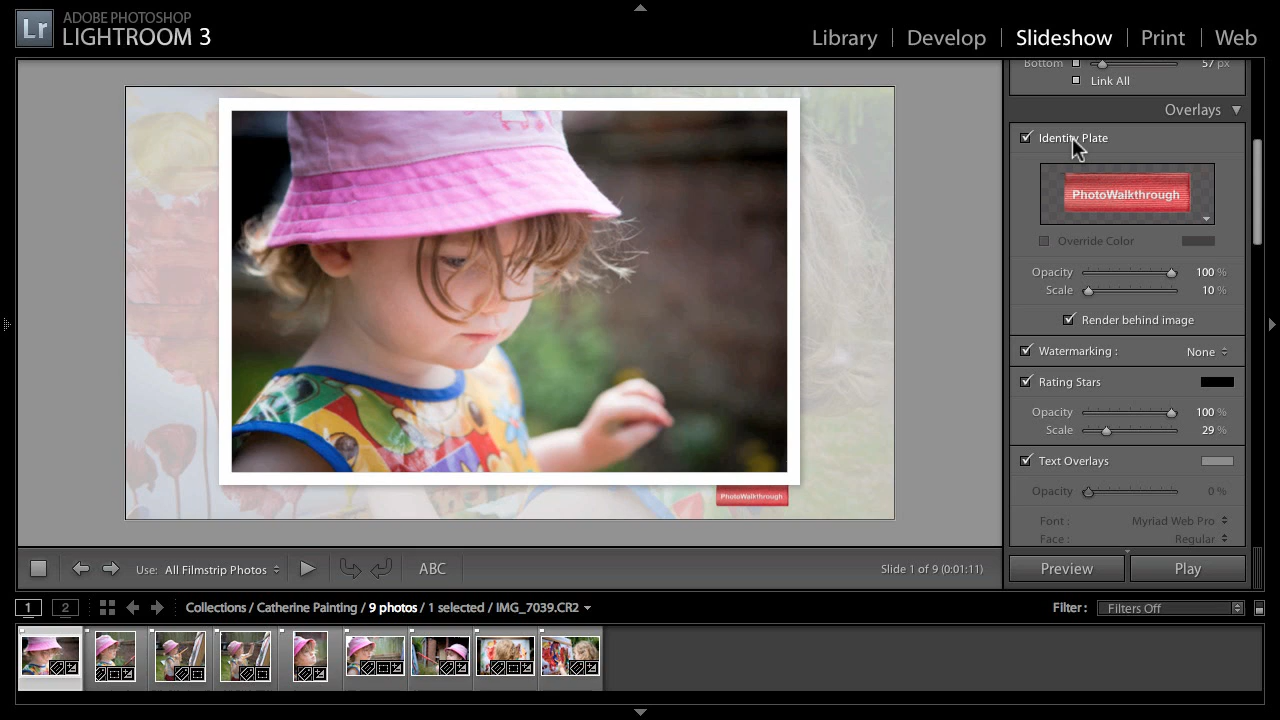 Lr
ADOBE PHOTOSHOP
LIGHTROOM 3
Library Develop Slideshow Print Web
Bottom 57 px
Link All
Overlays
Identity Plate
PhotoWalkthrough
Override Color
Opacity 100 %
Scale 10 %
Render behind image
Watermarking : None
Rating Stars
Opacity 100 %
Scale 29 %
Text Overlays
Opacity 0 %
Font : Myriad Web Pro
Face : Regular
PhotoWalkthrough
Use: All Filmstrip Photos ABC Slide 1 of 9 (0:01:11)
Preview Play
1 2 Collections / Catherine Painting / 9 photos / 1 selected / IMG_7039.CR2 Filter : Filters Off